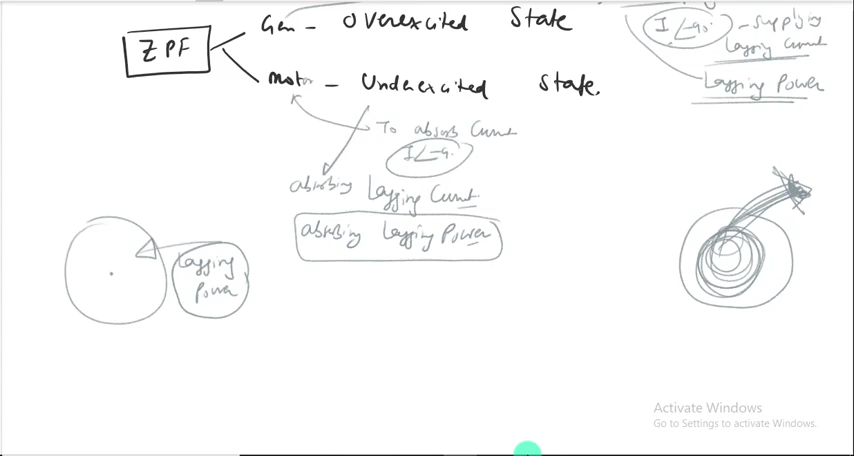 Gen - Overexcited State
I∠-90° - supplying
Lagging Current
ZPF
Motor - Underexcited State.
Lagging Power
To absorb Current
I∠-90
absorbing Lagging Current
absorbing Lagging Power
Lagging
Power
Activate Windows
Go to Settings to activate Windows.